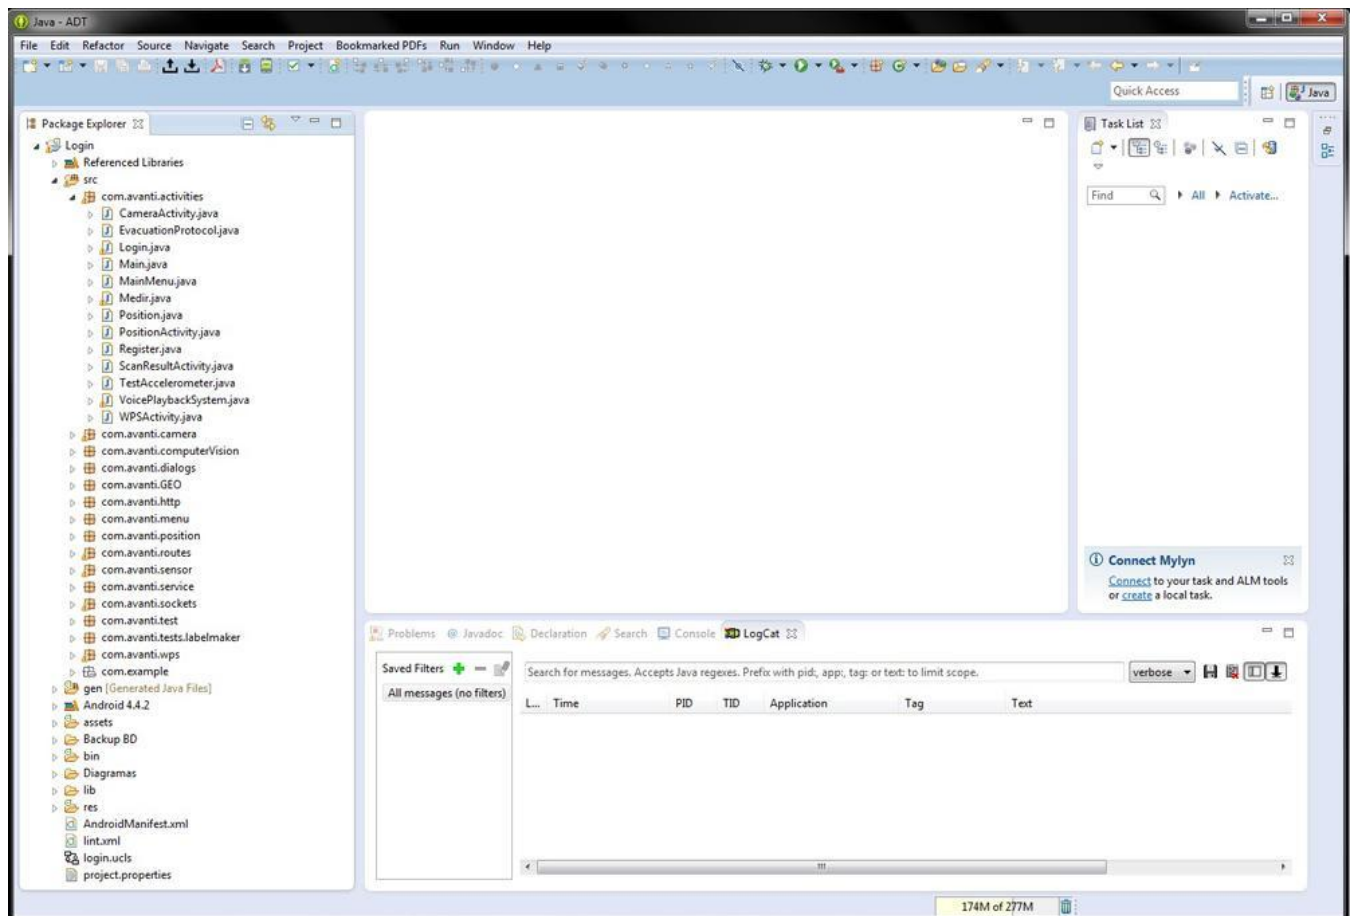 Java - ADT
File Edit Refactor Source Navigate Search Project Bookmarked PDFs Run Window Help
Quick Access
Java
Package Explorer
Login
Referenced Libraries
src
com.avanti.activities
CameraActivity.java
EvacuationProtocol.java
Login.java
Main.java
MainMenu.java
Medir.java
Position.java
PositionActivity.java
Register.java
ScanResultActivity.java
TestAccelerometer.java
VoicePlaybackSystem.java
WPSActivity.java
com.avanti.camera
com.avanti.computerVision
com.avanti.dialogs
com.avanti.GEO
com.avanti.http
com.avanti.menu
com.avanti.position
com.avanti.routes
com.avanti.sensor
com.avanti.service
com.avanti.sockets
com.avanti.test
com.avanti.tests.labelmaker
com.avanti.wps
com.example
gen [Generated Java Files]
Android 4.4.2
assets
Backup BD
bin
Diagramas
lib
res
AndroidManifest.xml
lint.xml
login.ucls
project.properties
Task List
Find All Activate...
Connect Mylyn
Connect to your task and ALM tools
or create a local task.
Problems @ Javadoc Declaration Search Console LogCat
Saved Filters
All messages (no filters)
Search for messages. Accepts Java regexes. Prefix with pid:, app:, tag: or text: to limit scope.
verbose
L... Time PID TID Application Tag Text
174M of 277M